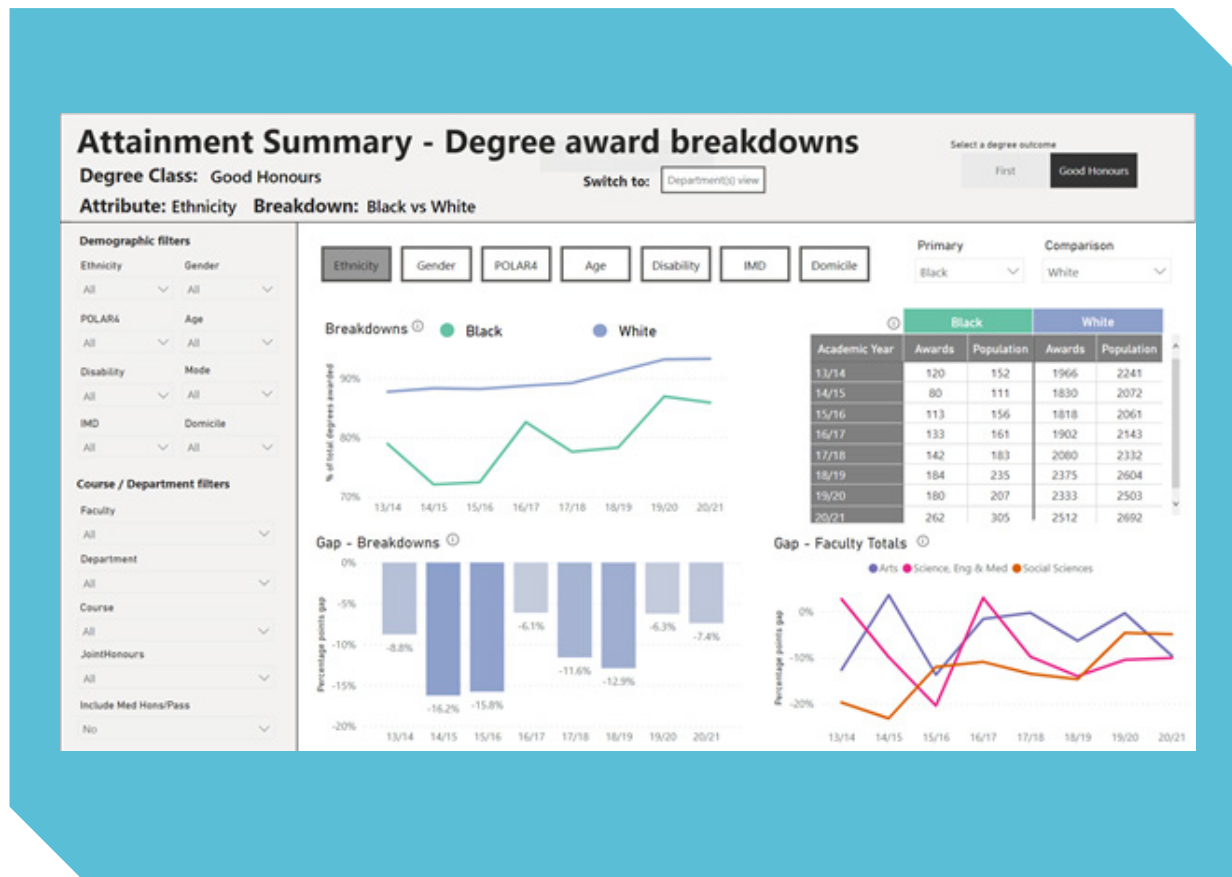 Attainment Summary - Degree award breakdowns
Degree Class: Good Honours
Attribute: Ethnicity Breakdown: Black vs White
Switch to: Department(s) view
Select a degree outcome
First Good Honours
Demographic filters
Ethnicity Gender
All All
POLAR4 Age
All All
Disability Mode
All All
IMD Domicile
All All
Course / Department filters
Faculty
All
Department
All
Course
All
JointHonours
All
Include Med Hons/Pass
No
Ethnicity Gender POLAR4 Age Disability IMD Domicile
Primary Comparison
Black White
Breakdowns Black White
% of total degrees awarded
90%
80%
70%
13/14 14/15 15/16 16/17 17/18 18/19 19/20 20/21
Black White
Academic Year Awards Population Awards Population
13/14 120 152 1966 2241
14/15 80 111 1830 2072
15/16 113 156 1818 2061
16/17 133 161 1902 2143
17/18 142 183 2080 2332
18/19 184 235 2375 2604
19/20 180 207 2333 2503
20/21 262 305 2512 2692
Gap - Breakdowns
Percentage points gap
0%
-5%
-10%
-15%
-20%
-8.8% -16.2% -15.8% -6.1% -11.6% -12.9% -6.3% -7.4%
13/14 14/15 15/16 16/17 17/18 18/19 19/20 20/21
Gap - Faculty Totals
Arts Science, Eng & Med Social Sciences
Percentage points gap
0%
-10%
-20%
13/14 14/15 15/16 16/17 17/18 18/19 19/20 20/21